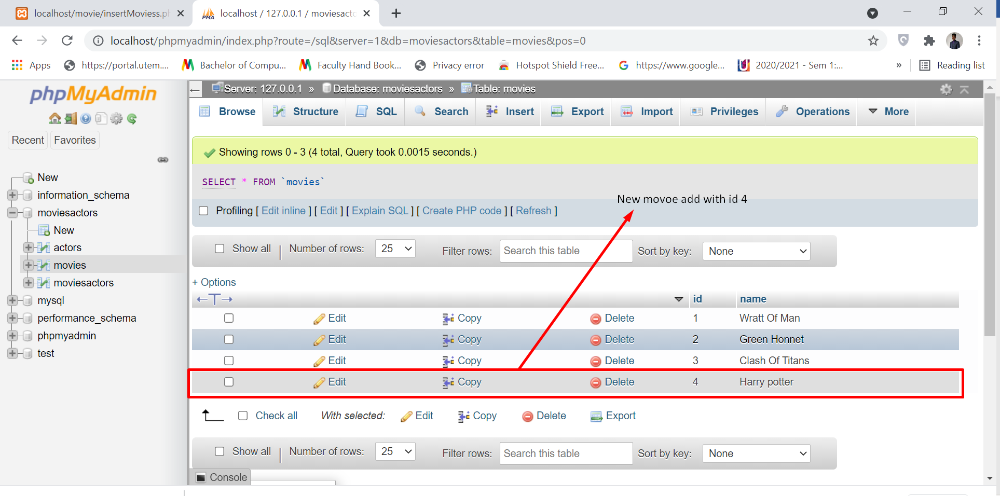 localhost/movie/insertMoviess.ph
localhost / 127.0.0.1 / moviesacto
localhost/phpmyadmin/index.php?route=/sql&server=1&db=moviesactors&table=movies&pos=0
Apps https://portal.utem.... Bachelor of Compu... Faculty Hand Book... Privacy error Hotspot Shield Free... https://www.google... 2020/2021 - Sem 1:... » Reading list
phpMyAdmin
Recent Favorites
New
information_schema
moviesactors
New
actors
movies
moviesactors
mysql
performance_schema
phpmyadmin
test
Server: 127.0.0.1 » Database: moviesactors » Table: movies
Browse Structure SQL Search Insert Export Import Privileges Operations More
Showing rows 0 - 3 (4 total, Query took 0.0015 seconds.)
SELECT * FROM `movies`
New movoe add with id 4
Profiling [ Edit inline ] [ Edit ] [ Explain SQL ] [ Create PHP code ] [ Refresh ]
Show all Number of rows: 25 Filter rows: Search this table Sort by key: None
+ Options
←T→ id name
Edit Copy Delete 1 Wratt Of Man
Edit Copy Delete 2 Green Honnet
Edit Copy Delete 3 Clash Of Titans
Edit Copy Delete 4 Harry potter
Check all With selected: Edit Copy Delete Export
Show all Number of rows: 25 Filter rows: Search this table Sort by key: None
Console